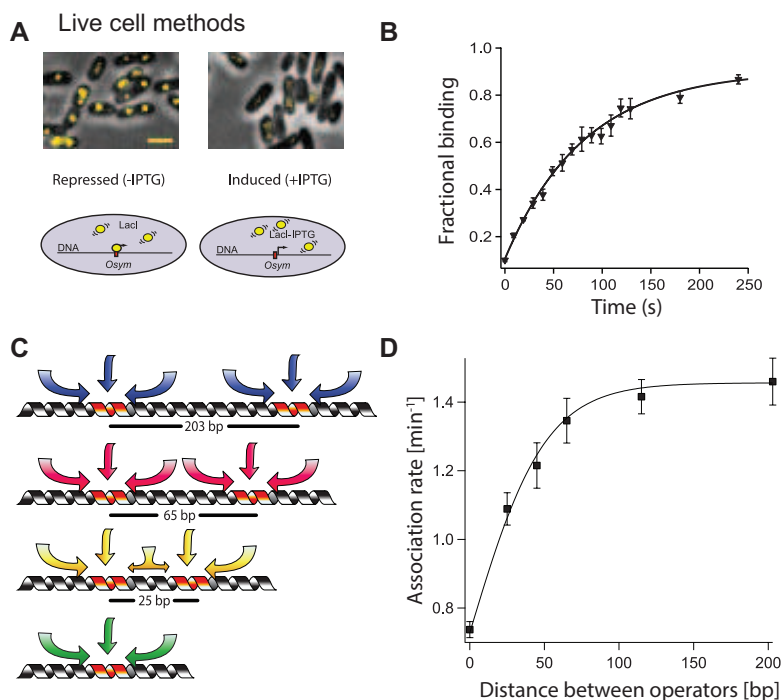 Live cell methods
A
Repressed (-IPTG)
Induced (+IPTG)
LacI
DNA
Osym
LacI-IPTG
DNA
Osym
B
Fractional binding
1.0
0.8
0.6
0.4
0.2
0 50 100 150 200 250
Time (s)
C
203 bp
65 bp
25 bp
D
Association rate [min-1]
1.4
1.2
1.0
0.8
0 50 100 150 200
Distance between operators [bp]